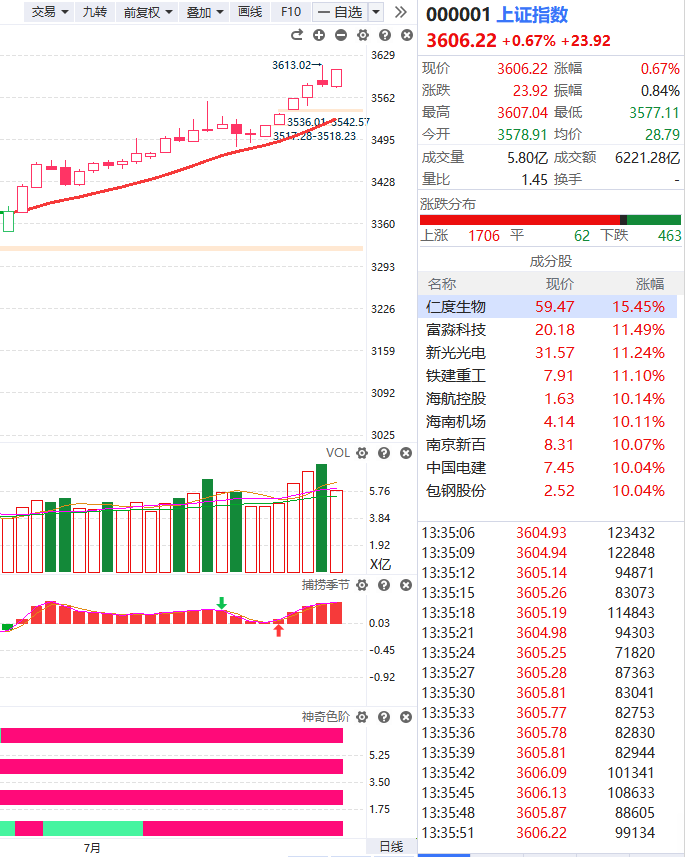 交易 九转 前复权 叠加 画线 F10 一自选
000001 上证指数
3606.22 +0.67% +23.92
现价 3606.22 涨幅 0.67%
涨跌 23.92 振幅 0.84%
最高 3607.04 最低 3577.11
今开 3578.91 均价 28.79
成交量 5.80亿 成交额 6221.28亿
量比 1.45 换手 -
涨跌分布
上涨 1706 平 62 下跌 463
成分股
名称 现价 涨幅
仁度生物 59.47 15.45%
富淼科技 20.18 11.49%
新光光电 31.57 11.24%
铁建重工 7.91 11.10%
海航控股 1.63 10.14%
海南机场 4.14 10.11%
南京新百 8.31 10.07%
中国电建 7.45 10.04%
包钢股份 2.52 10.04%
13:35:06 3604.93 123432
13:35:09 3604.94 122848
13:35:12 3605.14 94871
13:35:15 3605.26 83073
13:35:18 3605.19 114843
13:35:21 3604.98 94303
13:35:24 3605.25 71820
13:35:27 3605.28 87363
13:35:30 3605.81 83041
13:35:33 3605.77 82753
13:35:36 3605.78 82830
13:35:39 3605.81 82944
13:35:42 3606.09 101341
13:35:45 3606.13 108633
13:35:48 3605.87 88605
13:35:51 3606.22 99134
3629
3613.02→
3562
3536.01-3542.57
3517.28-3518.23
3495
3428
3360
3293
3226
3159
3092
3025
VOL
5.76
3.84
1.92
X亿
捕捞季节
0.03
-0.45
-0.92
神奇色阶
5.25
3.50
1.75
7月 日线